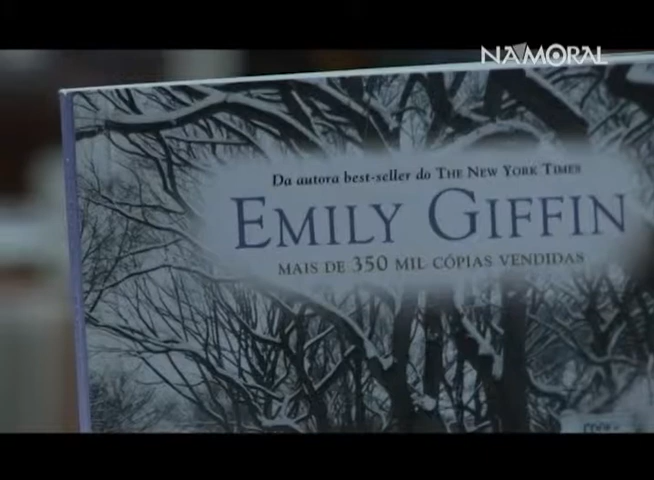 NAMORAL
Da autora best-seller do THE NEW YORK TIMES
EMILY GIFFIN
MAIS DE 350 MIL CÓPIAS VENDIDAS